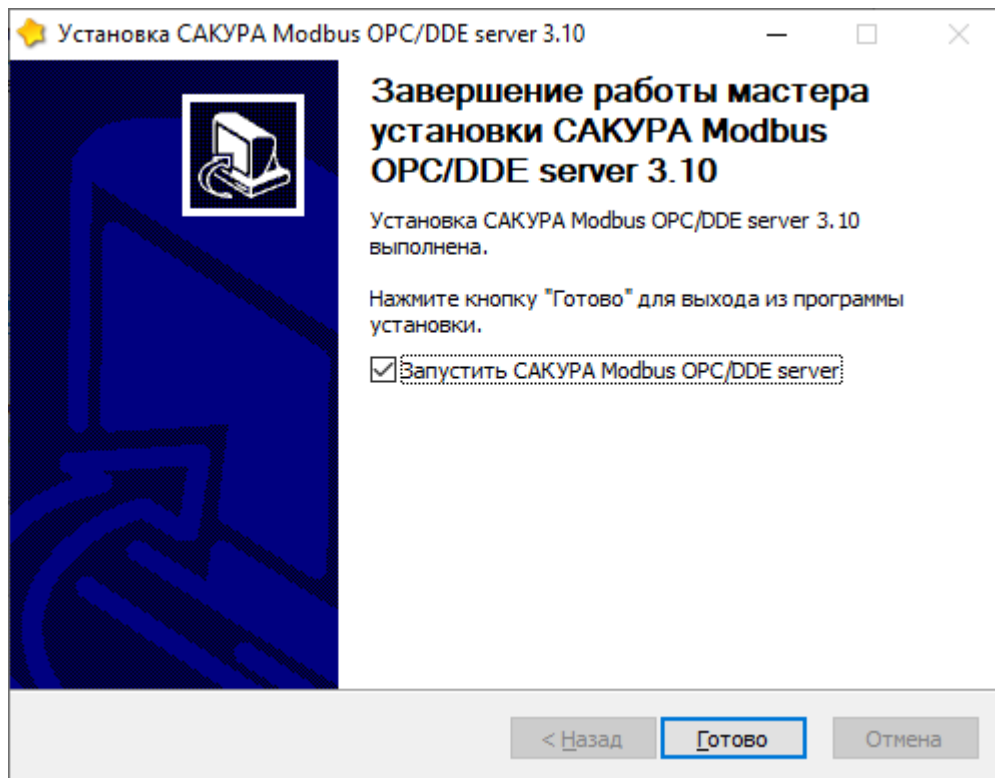 Установка САКУРА Modbus OPC/DDE server 3.10
Завершение работы мастера
установки САКУРА Modbus
OPC/DDE server 3.10
Установка САКУРА Modbus OPC/DDE server 3.10
выполнена.
Нажмите кнопку "Готово" для выхода из программы
установки.
Запустить САКУРА Modbus OPC/DDE server
< Назад
Готово
Отмена